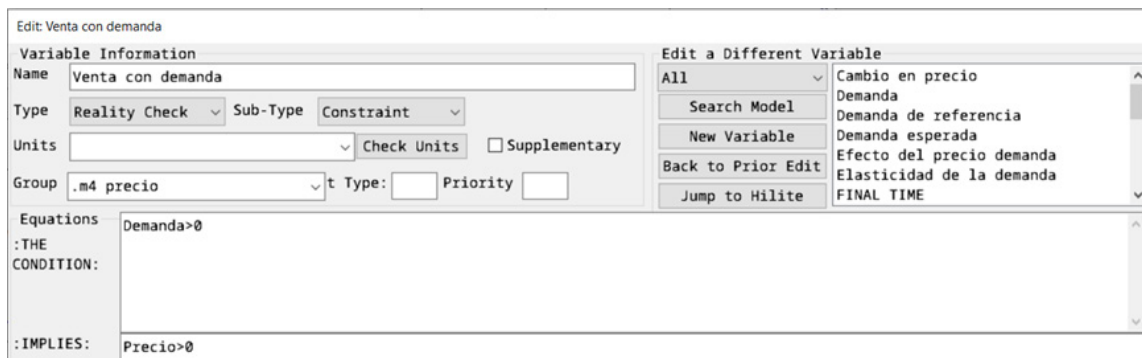 Edit: Venta con demanda
Variable Information
Name Venta con demanda
Type Reality Check Sub-Type Constraint
Units Check Units Supplementary
Group .m4 precio t Type: Priority
Edit a Different Variable
All
Search Model
New Variable
Back to Prior Edit
Jump to Hilite
Cambio en precio
Demanda
Demanda de referencia
Demanda esperada
Efecto del precio demanda
Elasticidad de la demanda
FINAL TIME
Equations
:THE
CONDITION:
Demanda>0
:IMPLIES: Precio>0